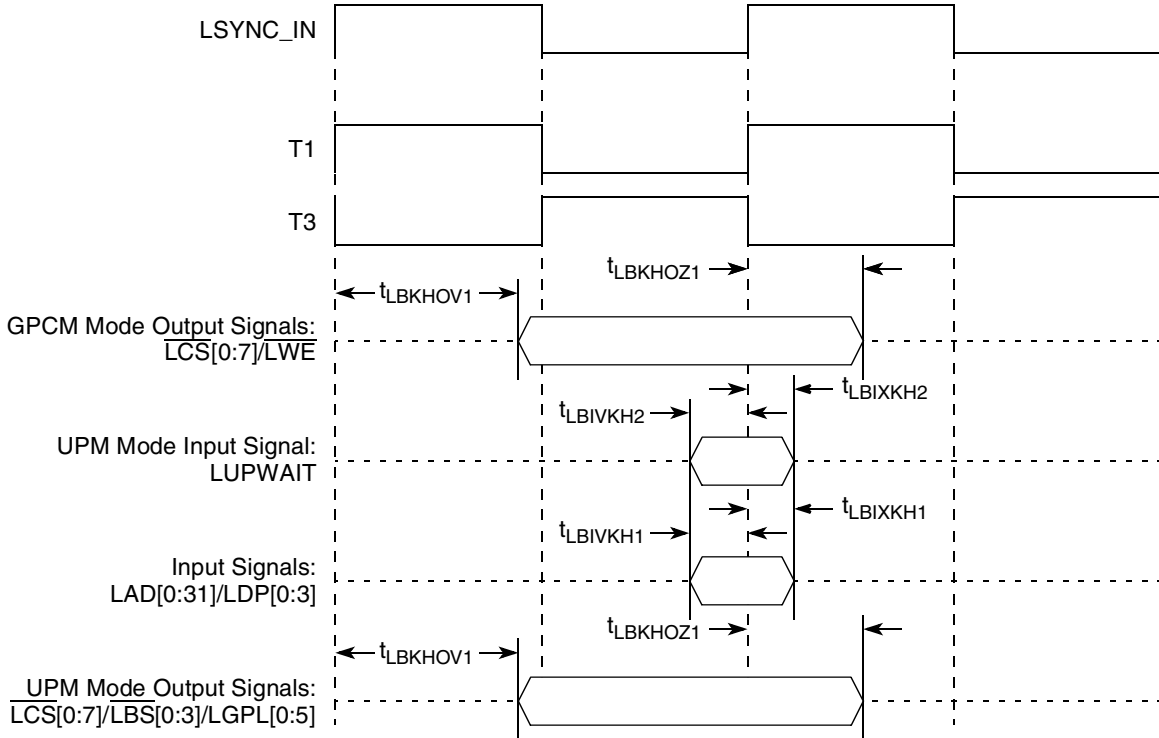 LSYNC_IN
T1
T3
tLBKHOZ1
tLBKHOV1
GPCM Mode Output Signals:
LCS[0:7]/LWE
tLBIXKH2
tLBIVKH2
UPM Mode Input Signal:
LUPWAIT
tLBIXKH1
tLBIVKH1
Input Signals:
LAD[0:31]/LDP[0:3]
tLBKHOZ1
tLBKHOV1
UPM Mode Output Signals:
LCS[0:7]/LBS[0:3]/LGPL[0:5]